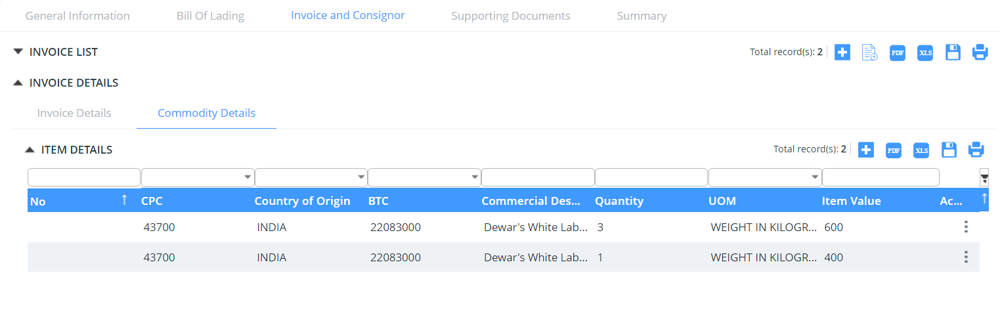 General Information Bill Of Lading Invoice and Consignor Supporting Documents Summary
INVOICE LIST Total record(s): 2 PDF XLS
INVOICE DETAILS
Invoice Details Commodity Details
ITEM DETAILS Total record(s): 2 PDF XLS
No CPC Country of Origin BTC Commercial Des... Quantity UOM Item Value Ac...
43700 INDIA 22083000 Dewar's White Lab... 3 WEIGHT IN KILOGR... 600
43700 INDIA 22083000 Dewar's White Lab... 1 WEIGHT IN KILOGR... 400